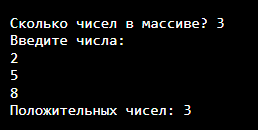 Сколько чисел в массиве? 3
Введите числа:
2
5
8
Положительных чисел: 3